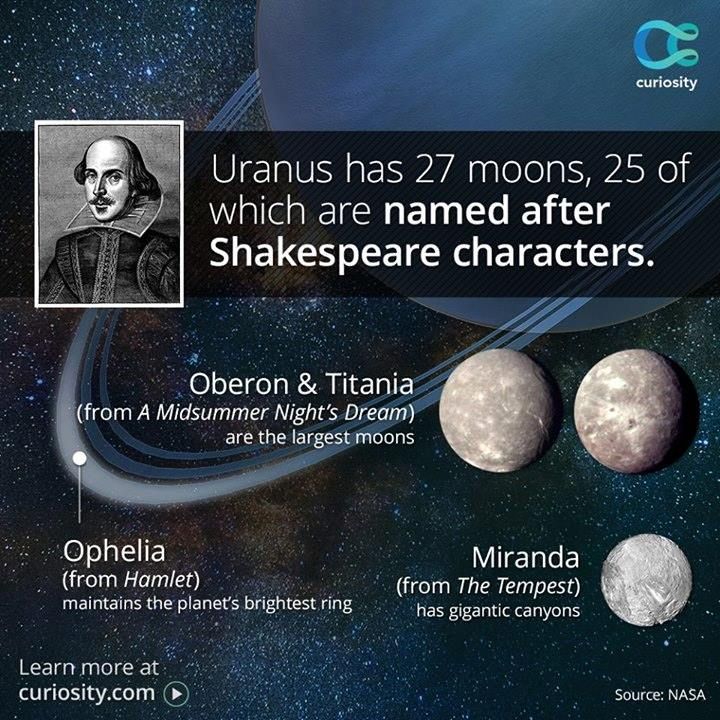 curiosity
Uranus has 27 moons, 25 of
which are named after
Shakespeare characters.
Oberon & Titania
(from A Midsummer Night's Dream)
are the largest moons
Ophelia
(from Hamlet)
maintains the planet's brightest ring
Miranda
(from The Tempest)
has gigantic canyons
Learn more at
curiosity.com
Source: NASA